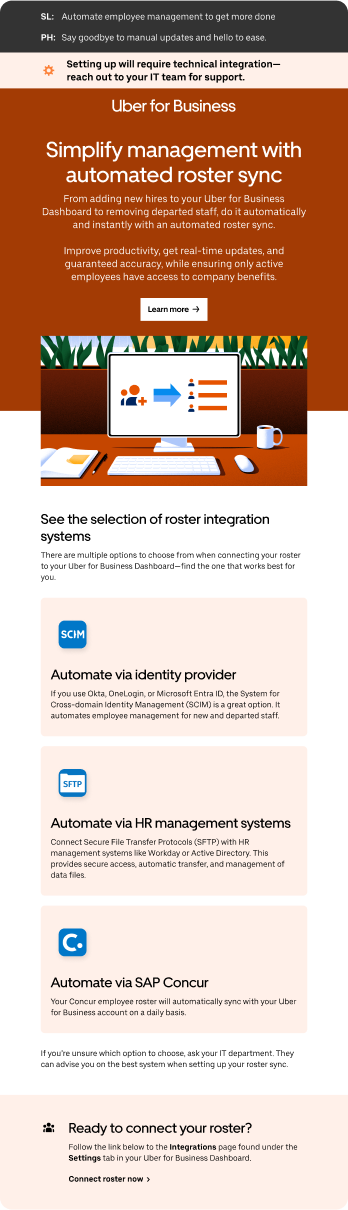 SL: Automate employee management to get more done
PH: Say goodbye to manual updates and hello to ease.
Setting up will require technical integration—
reach out to your IT team for support.
Uber for Business
Simplify management with
automated roster sync
From adding new hires to your Uber for Business
Dashboard to removing departed staff, do it automatically
and instantly with an automated roster sync.
Improve productivity, get real-time updates, and
guaranteed accuracy, while ensuring only active
employees have access to company benefits.
Learn more →
See the selection of roster integration
systems
There are multiple options to choose from when connecting your roster
to your Uber for Business Dashboard—find the one that works best for
you.
SCIM
Automate via identity provider
If you use Okta, OneLogin, or Microsoft Entra ID, the System for
Cross-domain Identity Management (SCIM) is a great option. It
automates employee management for new and departed staff.
SFTP
Automate via HR management systems
Connect Secure File Transfer Protocols (SFTP) with HR
management systems like Workday or Active Directory. This
provides secure access, automatic transfer, and management of
data files.
C.
Automate via SAP Concur
Your Concur employee roster will automatically sync with your Uber
for Business account on a daily basis.
If you're unsure which option to choose, ask your IT department. They
can advise you on the best system when setting up your roster sync.
Ready to connect your roster?
Follow the link below to the Integrations page found under the
Settings tab in your Uber for Business Dashboard.
Connect roster now ›